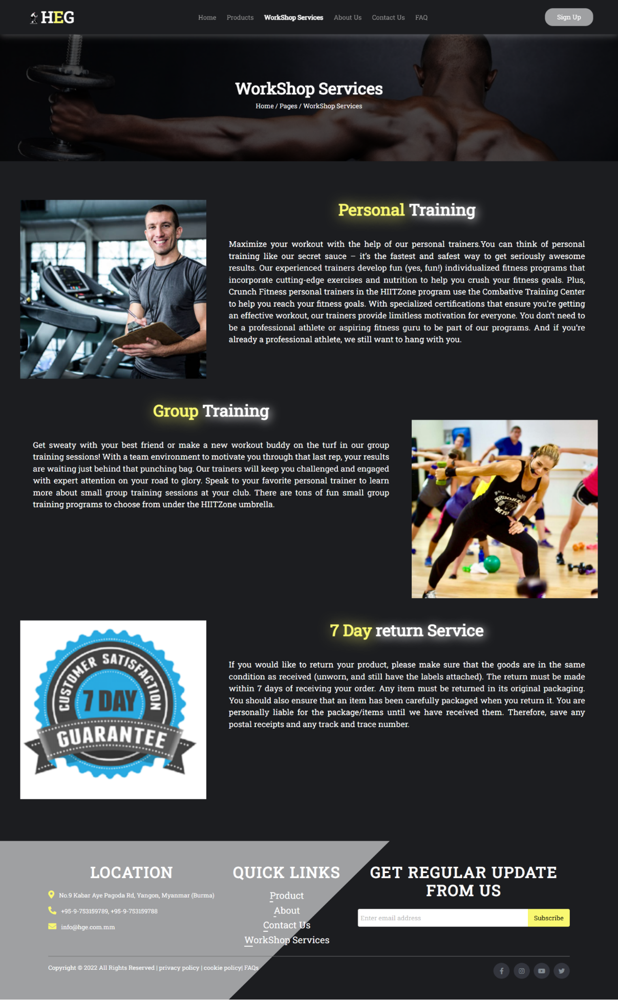 HEG
Home Products WorkShop Services About Us Contact Us FAQ
Sign Up
WorkShop Services
Home / Pages / WorkShop Services
Personal Training
Maximize your workout with the help of our personal trainers.You can think of personal
training like our secret sauce – it's the fastest and safest way to get seriously awesome
results. Our experienced trainers develop fun (yes, fun!) individualized fitness programs that
incorporate cutting-edge exercises and nutrition to help you crush your fitness goals. Plus,
Crunch Fitness personal trainers in the HIITZone program use the Combative Training Center
to help you reach your fitness goals. With specialized certifications that ensure you're getting
an effective workout, our trainers provide limitless motivation for everyone. You don't need to
be a professional athlete or aspiring fitness guru to be part of our programs. And if you're
already a professional athlete, we still want to hang with you.
Group Training
Get sweaty with your best friend or make a new workout buddy on the turf in our group
training sessions! With a team environment to motivate you through that last rep, your results
are waiting just behind that punching bag. Our trainers will keep you challenged and engaged
with expert attention on your road to glory. Speak to your favorite personal trainer to learn
more about small group training sessions at your club. There are tons of fun small group
training programs to choose from under the HIITZone umbrella.
CUSTOMER SATISFACTION
7 DAY
GUARANTEE
7 Day return Service
If you would like to return your product, please make sure that the goods are in the same
condition as received (unworn, and still have the labels attached). The return must be made
within 7 days of receiving your order. Any item must be returned in its original packaging.
You should also ensure that an item has been carefully packaged when you return it. You are
personally liable for the package/items until we have received them. Therefore, save any
postal receipts and any track and trace number.
LOCATION
No.9 Kabar Aye Pagoda Rd, Yangon, Myanmar (Burma)
+95-9-753159789, +95-9-753159788
info@hge.com.mm
QUICK LINKS
Product
About
Contact Us
WorkShop Services
GET REGULAR UPDATE
FROM US
Enter email address
Subscribe
Copyright © 2022 All Rights Reserved | privacy policy | cookie policy| FAQs